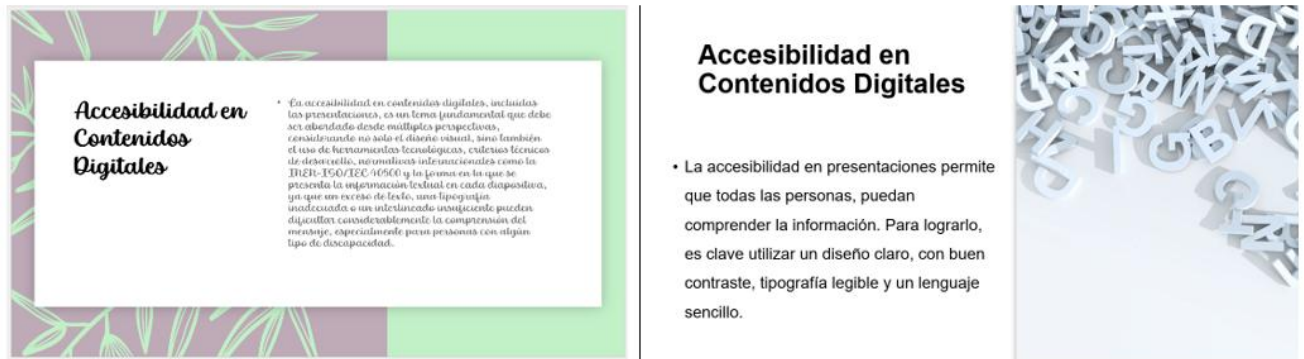 Accesibilidad en
Contenidos
Digitales
• La accesibilidad en contenidos digitales, incluidas
las presentaciones, es un tema fundamental que debe
ser abordado desde múltiples perspectivas,
considerando no solo el diseño visual, sino también
el uso de herramientas tecnológicas, criterios técnicos
de desarrollo, normativas internacionales como la
INEN-ISO/IEC 40500 y la forma en la que se
presenta la información textual en cada diapositiva,
ya que un exceso de texto, una tipografía
inadecuada o un interlineado insuficiente pueden
dificultar considerablemente la comprensión del
mensaje, especialmente para personas con algún
tipo de discapacidad.
Accesibilidad en
Contenidos Digitales
• La accesibilidad en presentaciones permite
que todas las personas, puedan
comprender la información. Para lograrlo,
es clave utilizar un diseño claro, con buen
contraste, tipografía legible y un lenguaje
sencillo.